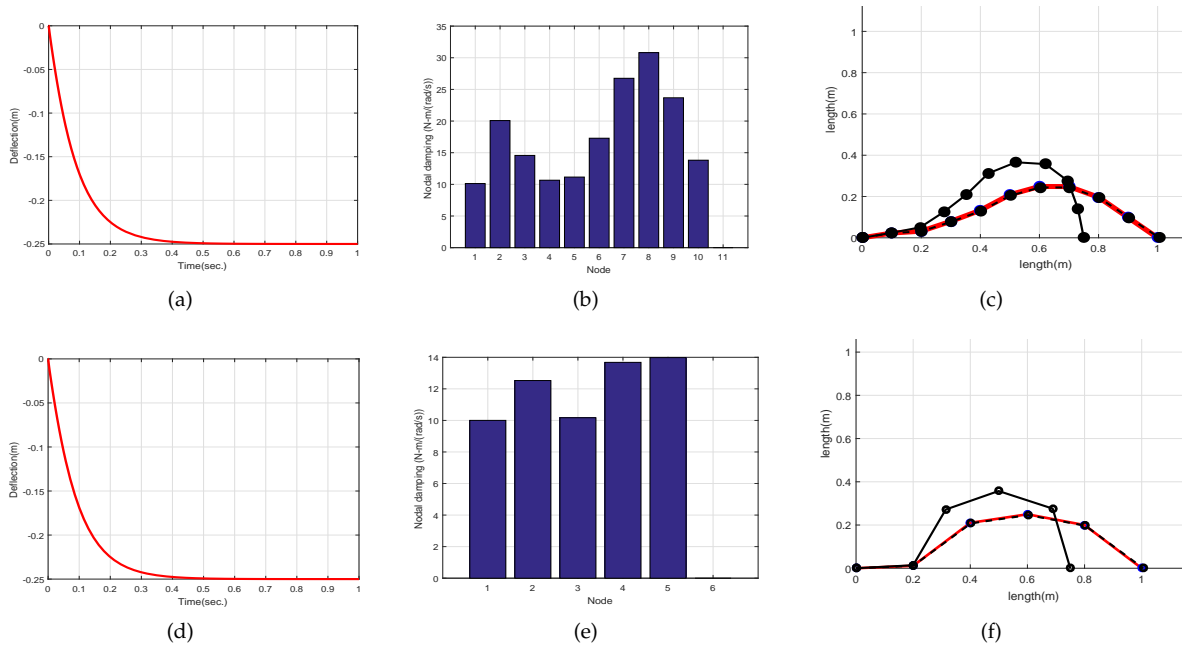 0
-0.05
-0.1
-0.15
-0.2
-0.25
Deflection(m)
0 0.1 0.2 0.3 0.4 0.5 0.6 0.7 0.8 0.9 1
Time(sec.)
(a)
35
30
25
20
15
10
5
0
Nodal damping (N-m/(rad/s))
1 2 3 4 5 6 7 8 9 10 11
Node
(b)
1
0.8
0.6
0.4
0.2
0
length(m)
0 0.2 0.4 0.6 0.8 1
length(m)
(c)
0
-0.05
-0.1
-0.15
-0.2
-0.25
Deflection(m)
0 0.1 0.2 0.3 0.4 0.5 0.6 0.7 0.8 0.9 1
Time(sec.)
(d)
14
12
10
8
6
4
2
0
Nodal damping (N-m/(rad/s))
1 2 3 4 5 6
Node
(e)
1
0.8
0.6
0.4
0.2
0
length(m)
0 0.2 0.4 0.6 0.8 1
length(m)
(f)